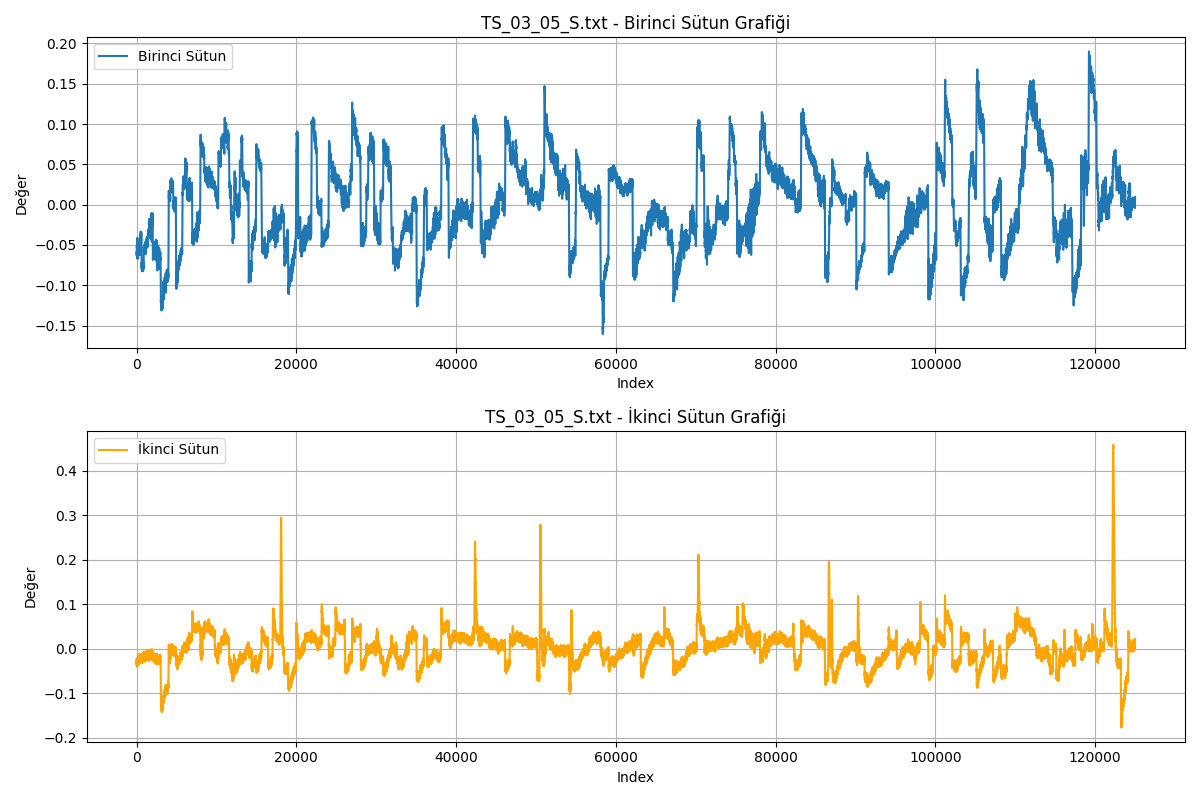 TS_03_05_S.txt - Birinci Sütun Grafiği
Birinci Sütun
Değer
0.20
0.15
0.10
0.05
0.00
−0.05
−0.10
−0.15
0 20000 40000 60000 80000 100000 120000
Index
TS_03_05_S.txt - İkinci Sütun Grafiği
İkinci Sütun
Değer
0.4
0.3
0.2
0.1
0.0
−0.1
−0.2
0 20000 40000 60000 80000 100000 120000
Index